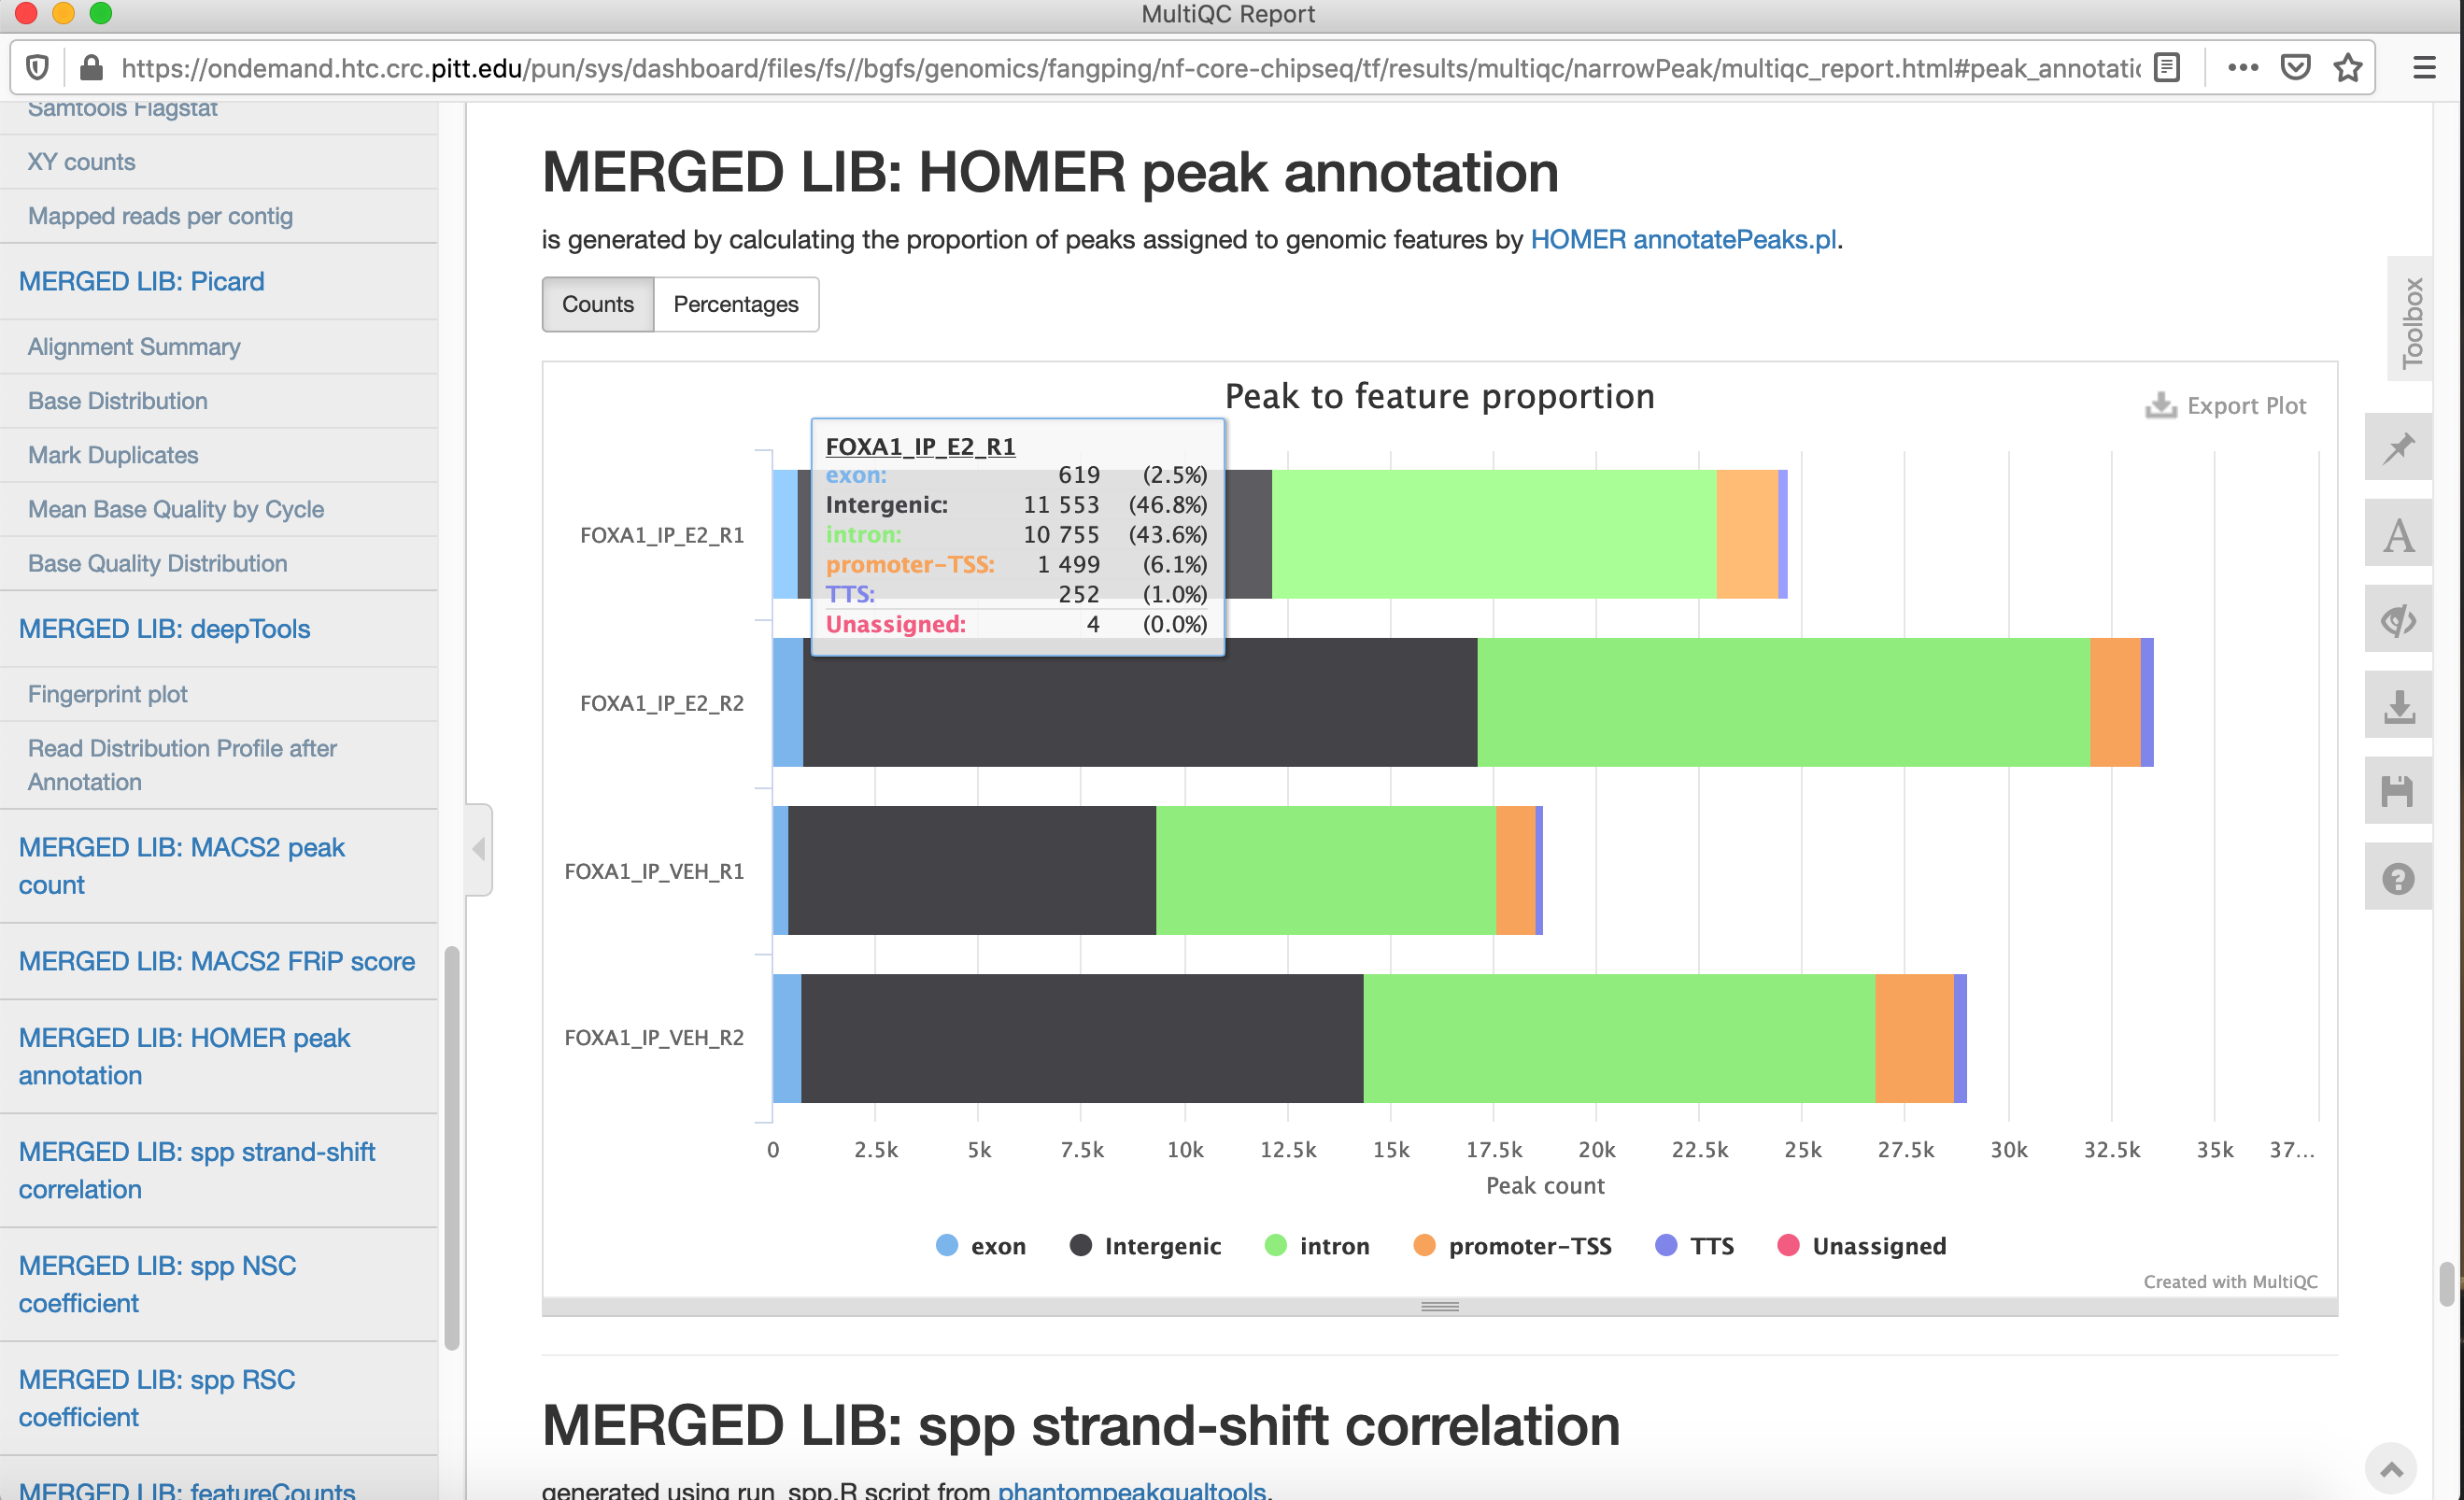 MultiQC Report
https://ondemand.htc.crc.pitt.edu/pun/sys/dashboard/files/fs//bgfs/genomics/fangping/nf-core-chipseq/tf/results/multiqc/narrowPeak/multiqc_report.html#peak_annotatic
Samtools Flagstat
XY counts
Mapped reads per contig
MERGED LIB: Picard
Alignment Summary
Base Distribution
Mark Duplicates
Mean Base Quality by Cycle
Base Quality Distribution
MERGED LIB: deepTools
Fingerprint plot
Read Distribution Profile after
Annotation
MERGED LIB: MACS2 peak
count
MERGED LIB: MACS2 FRiP score
MERGED LIB: HOMER peak
annotation
MERGED LIB: spp strand-shift
correlation
MERGED LIB: spp NSC
coefficient
MERGED LIB: spp RSC
coefficient
MERGED LIB: featureCounts
MERGED LIB: HOMER peak annotation
is generated by calculating the proportion of peaks assigned to genomic features by HOMER annotatePeaks.pl.
Counts Percentages
Toolbox
Peak to feature proportion
Export Plot
FOXA1_IP_E2_R1
exon: 619 (2.5%)
Intergenic: 11 553 (46.8%)
intron: 10 755 (43.6%)
promoter-TSS: 1 499 (6.1%)
TTS: 252 (1.0%)
Unassigned: 4 (0.0%)
FOXA1_IP_E2_R1
FOXA1_IP_E2_R2
FOXA1_IP_VEH_R1
FOXA1_IP_VEH_R2
0 2.5k 5k 7.5k 10k 12.5k 15k 17.5k 20k 22.5k 25k 27.5k 30k 32.5k 35k 37...
Peak count
exon Intergenic intron promoter-TSS TTS Unassigned
Created with MultiQC
MERGED LIB: spp strand-shift correlation
generated using run_spp.R script from phantompeakqualtools.